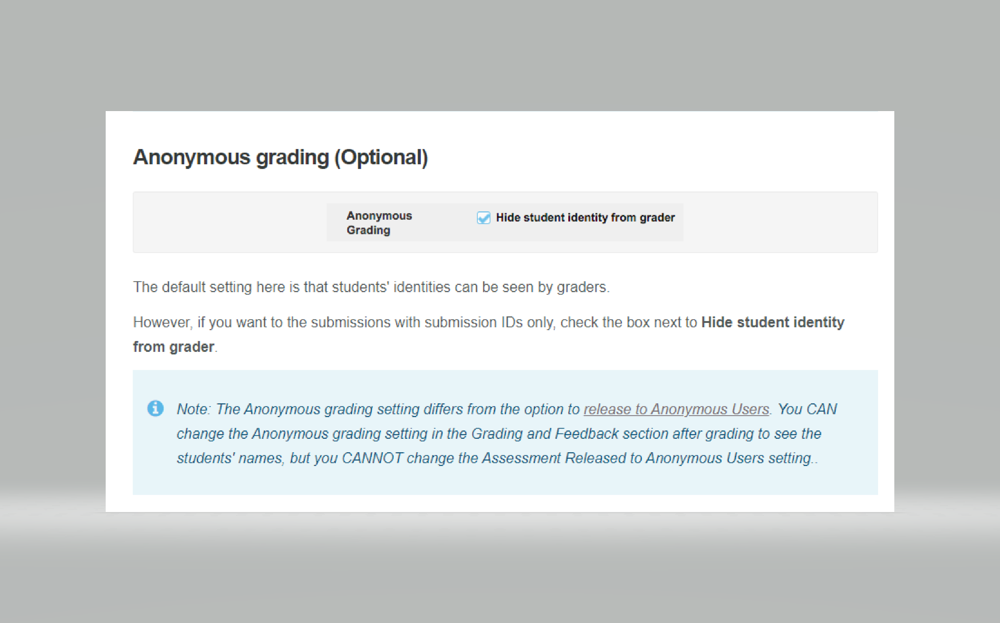 Anonymous grading (Optional)
Anonymous
Grading
Hide student identity from grader
The default setting here is that students' identities can be seen by graders.
However, if you want to the submissions with submission IDs only, check the box next to Hide student identity
from grader.
Note: The Anonymous grading setting differs from the option to release to Anonymous Users. You CAN
change the Anonymous grading setting in the Grading and Feedback section after grading to see the
students' names, but you CANNOT change the Assessment Released to Anonymous Users setting..